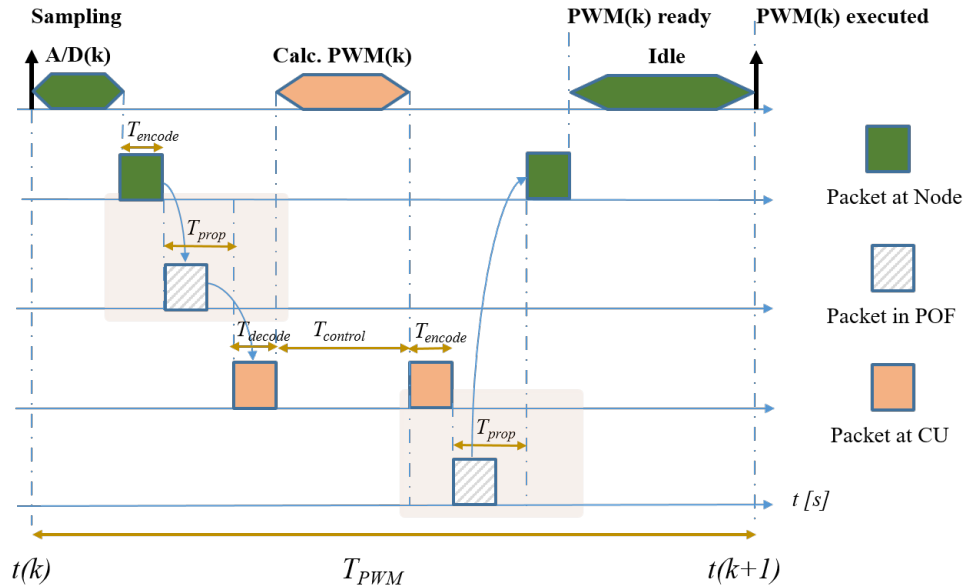 Sampling
PWM(k) ready
PWM(k) executed
A/D(k)
Calc. PWM(k)
Idle
T_encode
Packet at Node
T_prop
T_decode
T_control
T_encode
Packet in POF
T_prop
Packet at CU
t [s]
t(k)
T_PWM
t(k+1)